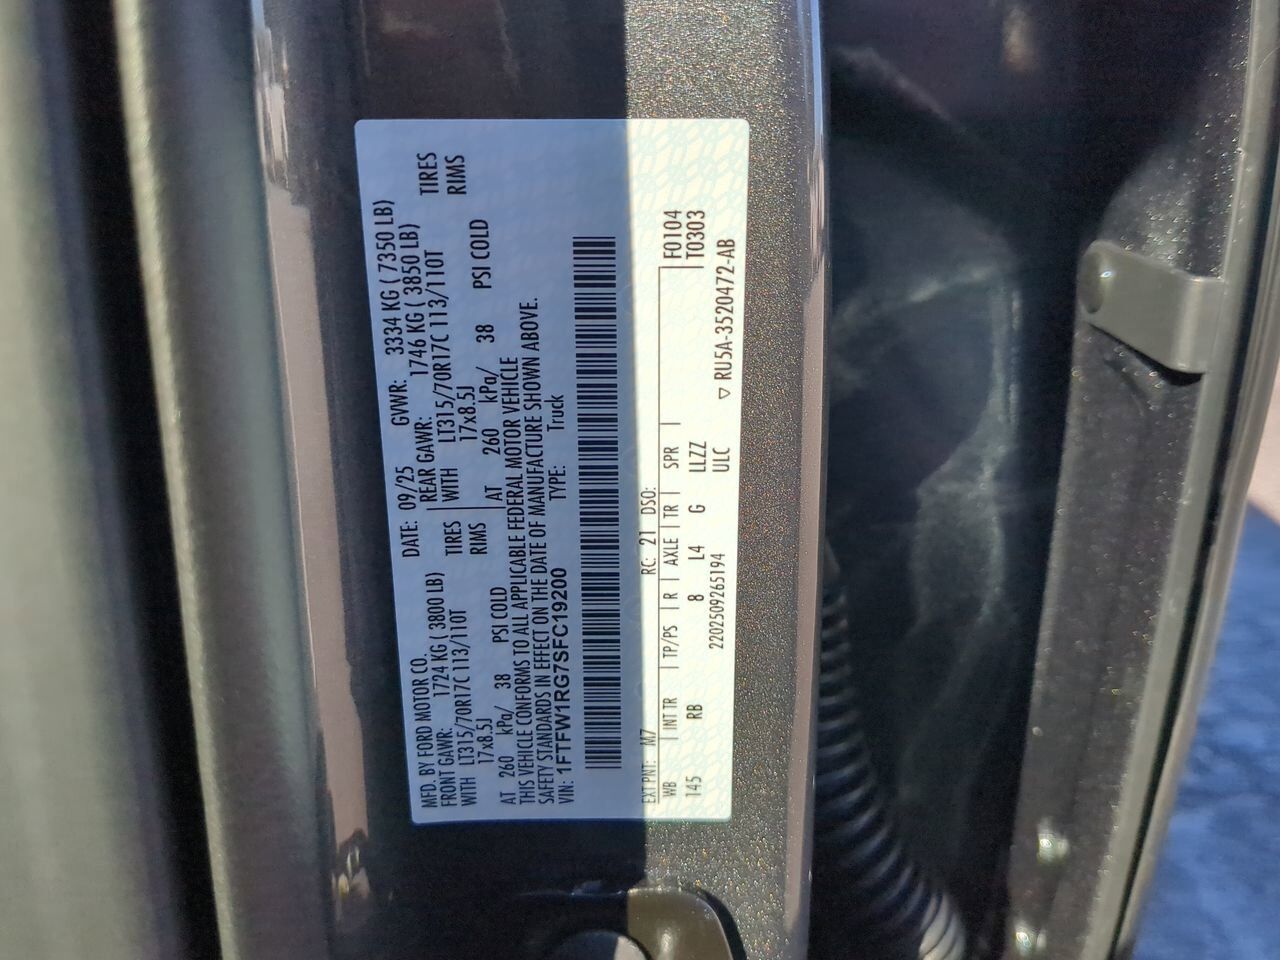 MFD. BY FORD MOTOR CO. DATE: 09/25 GVWR: 3334 KG ( 7350 LB)
FRONT GAWR: 1724 KG ( 3800 LB) REAR GAWR: 1746 KG ( 3850 LB)
WITH LT315/70R17C 113/110T TIRES WITH LT315/70R17C 113/110T TIRES
17x8.5J RIMS 17x8.5J RIMS
AT 260 kPa/ 38 PSI COLD AT 260 kPa/ 38 PSI COLD
THIS VEHICLE CONFORMS TO ALL APPLICABLE FEDERAL MOTOR VEHICLE
SAFETY STANDARDS IN EFFECT ON THE DATE OF MANUFACTURE SHOWN ABOVE.
VIN: 1FTFW1RG7SFC19200 TYPE: Truck
EXT PNT: M7 RC: 21 DSO:
WB INT TR TP/PS R AXLE TR SPR F0104
145 RB 8 L4 G LLZZ T0303
2202509265194 ULC ▽ RU5A-3520472-AB